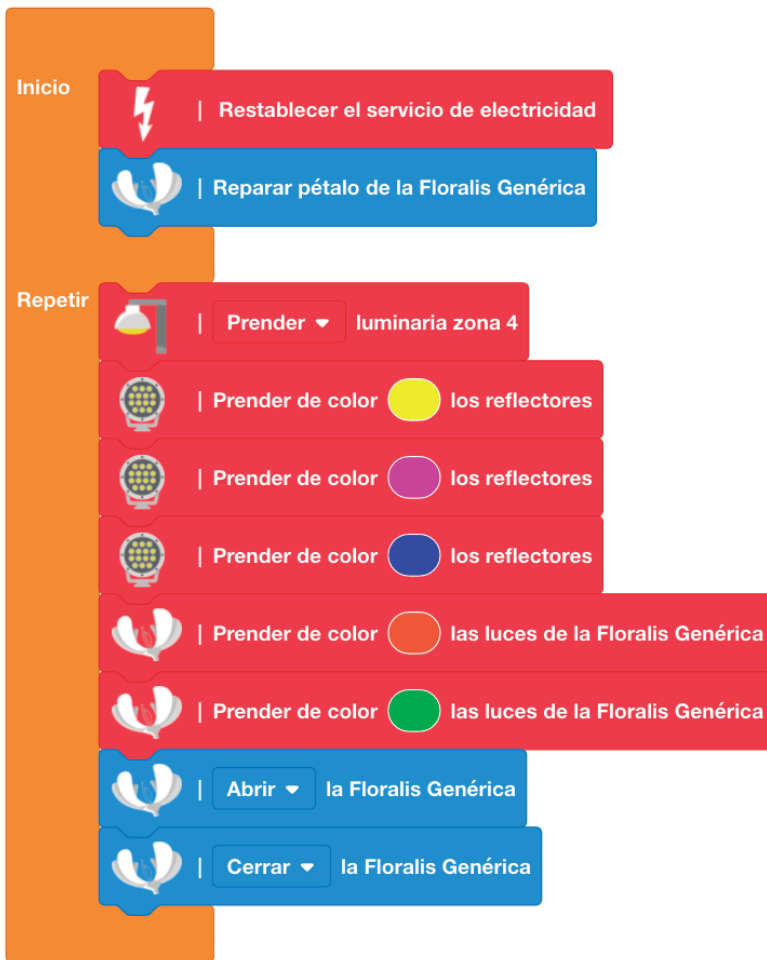 Inicio
| Restablecer el servicio de electricidad
| Reparar pétalo de la Floralis Genérica
Repetir
| Prender luminaria zona 4
| Prender de color los reflectores
| Prender de color los reflectores
| Prender de color los reflectores
| Prender de color las luces de la Floralis Genérica
| Prender de color las luces de la Floralis Genérica
| Abrir la Floralis Genérica
| Cerrar la Floralis Genérica